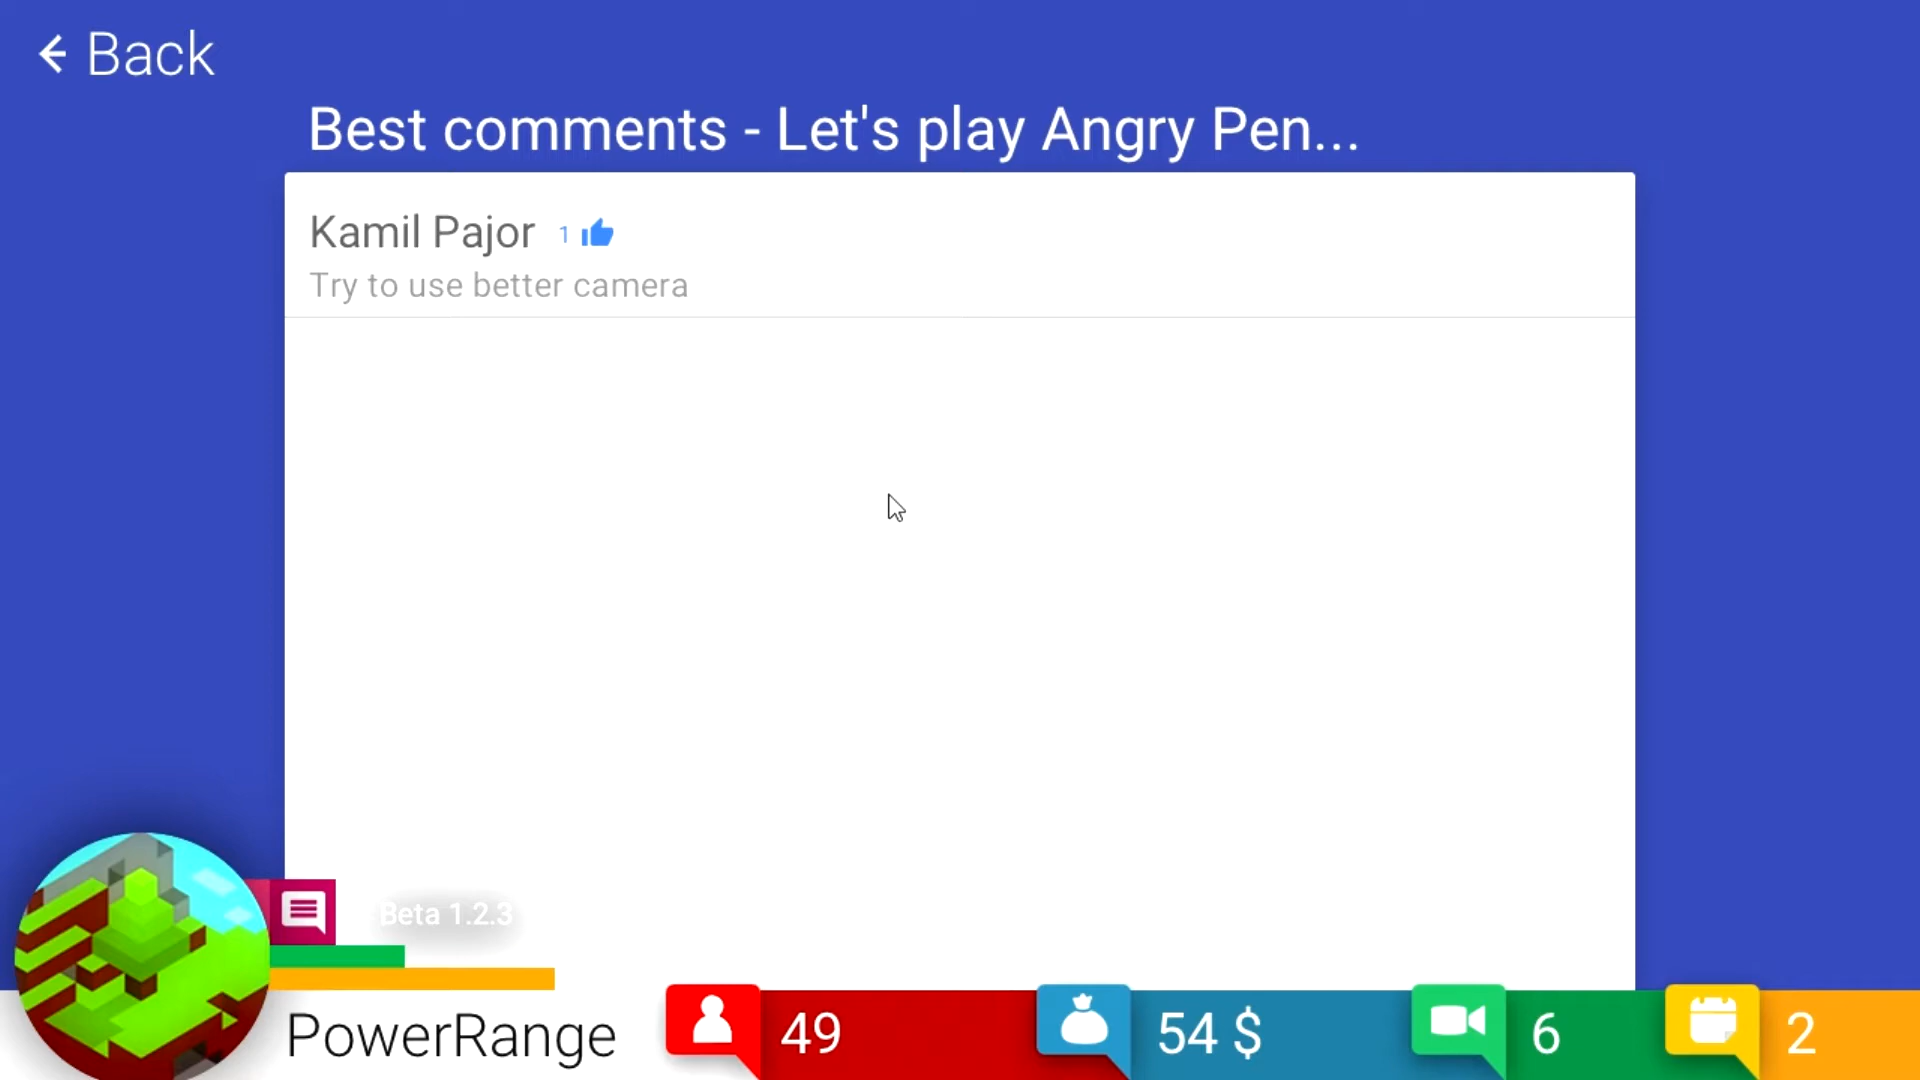 Back
Best comments - Let's play Angry Pen...
Kamil Pajor 1
Try to use better camera
Beta 1.2.3
PowerRange
49
54 $
6
2